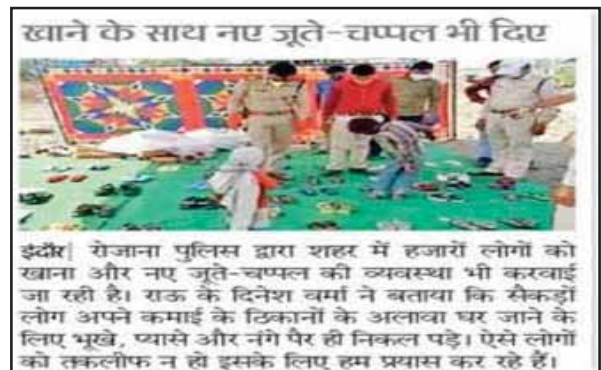 खाने के साथ नए जूते-चप्पल भी दिए
इंदौर| रोजाना पुलिस द्वारा शहर में हजारों लोगों को
खाना और नए जूते-चप्पल की व्यवस्था भी करवाई
जा रही है। राऊ के दिनेश वर्मा ने बताया कि सैकड़ों
लोग अपने कमाई के ठिकानों के अलावा घर जाने के
लिए भूखे, प्यासे और नंगे पैर ही निकल पड़े। ऐसे लोगों
को तकलीफ न हो इसके लिए हम प्रयास कर रहे हैं।